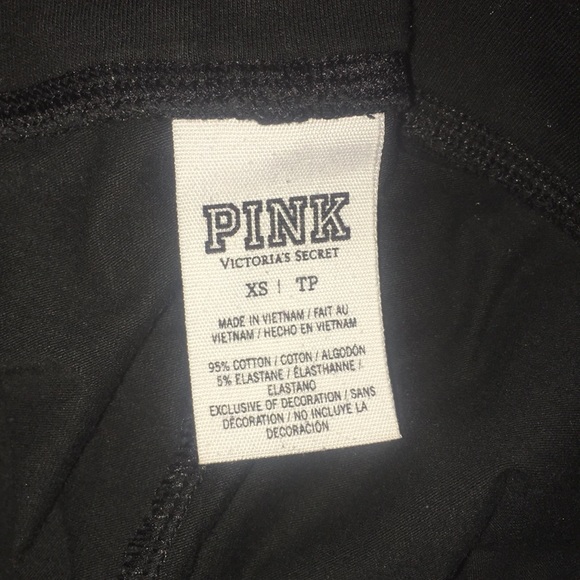 PINK
VICTORIA'S SECRET
XS | TP
MADE IN VIETNAM / FAIT AU
VIETNAM / HECHO EN VIETNAM
95% COTTON / COTON / ALGODÓN
5% ELASTANE / ÉLASTHANNE /
ELASTANO
EXCLUSIVE OF DECORATION / SANS
DÉCORATION / NO INCLUYE LA
DECORACIÓN